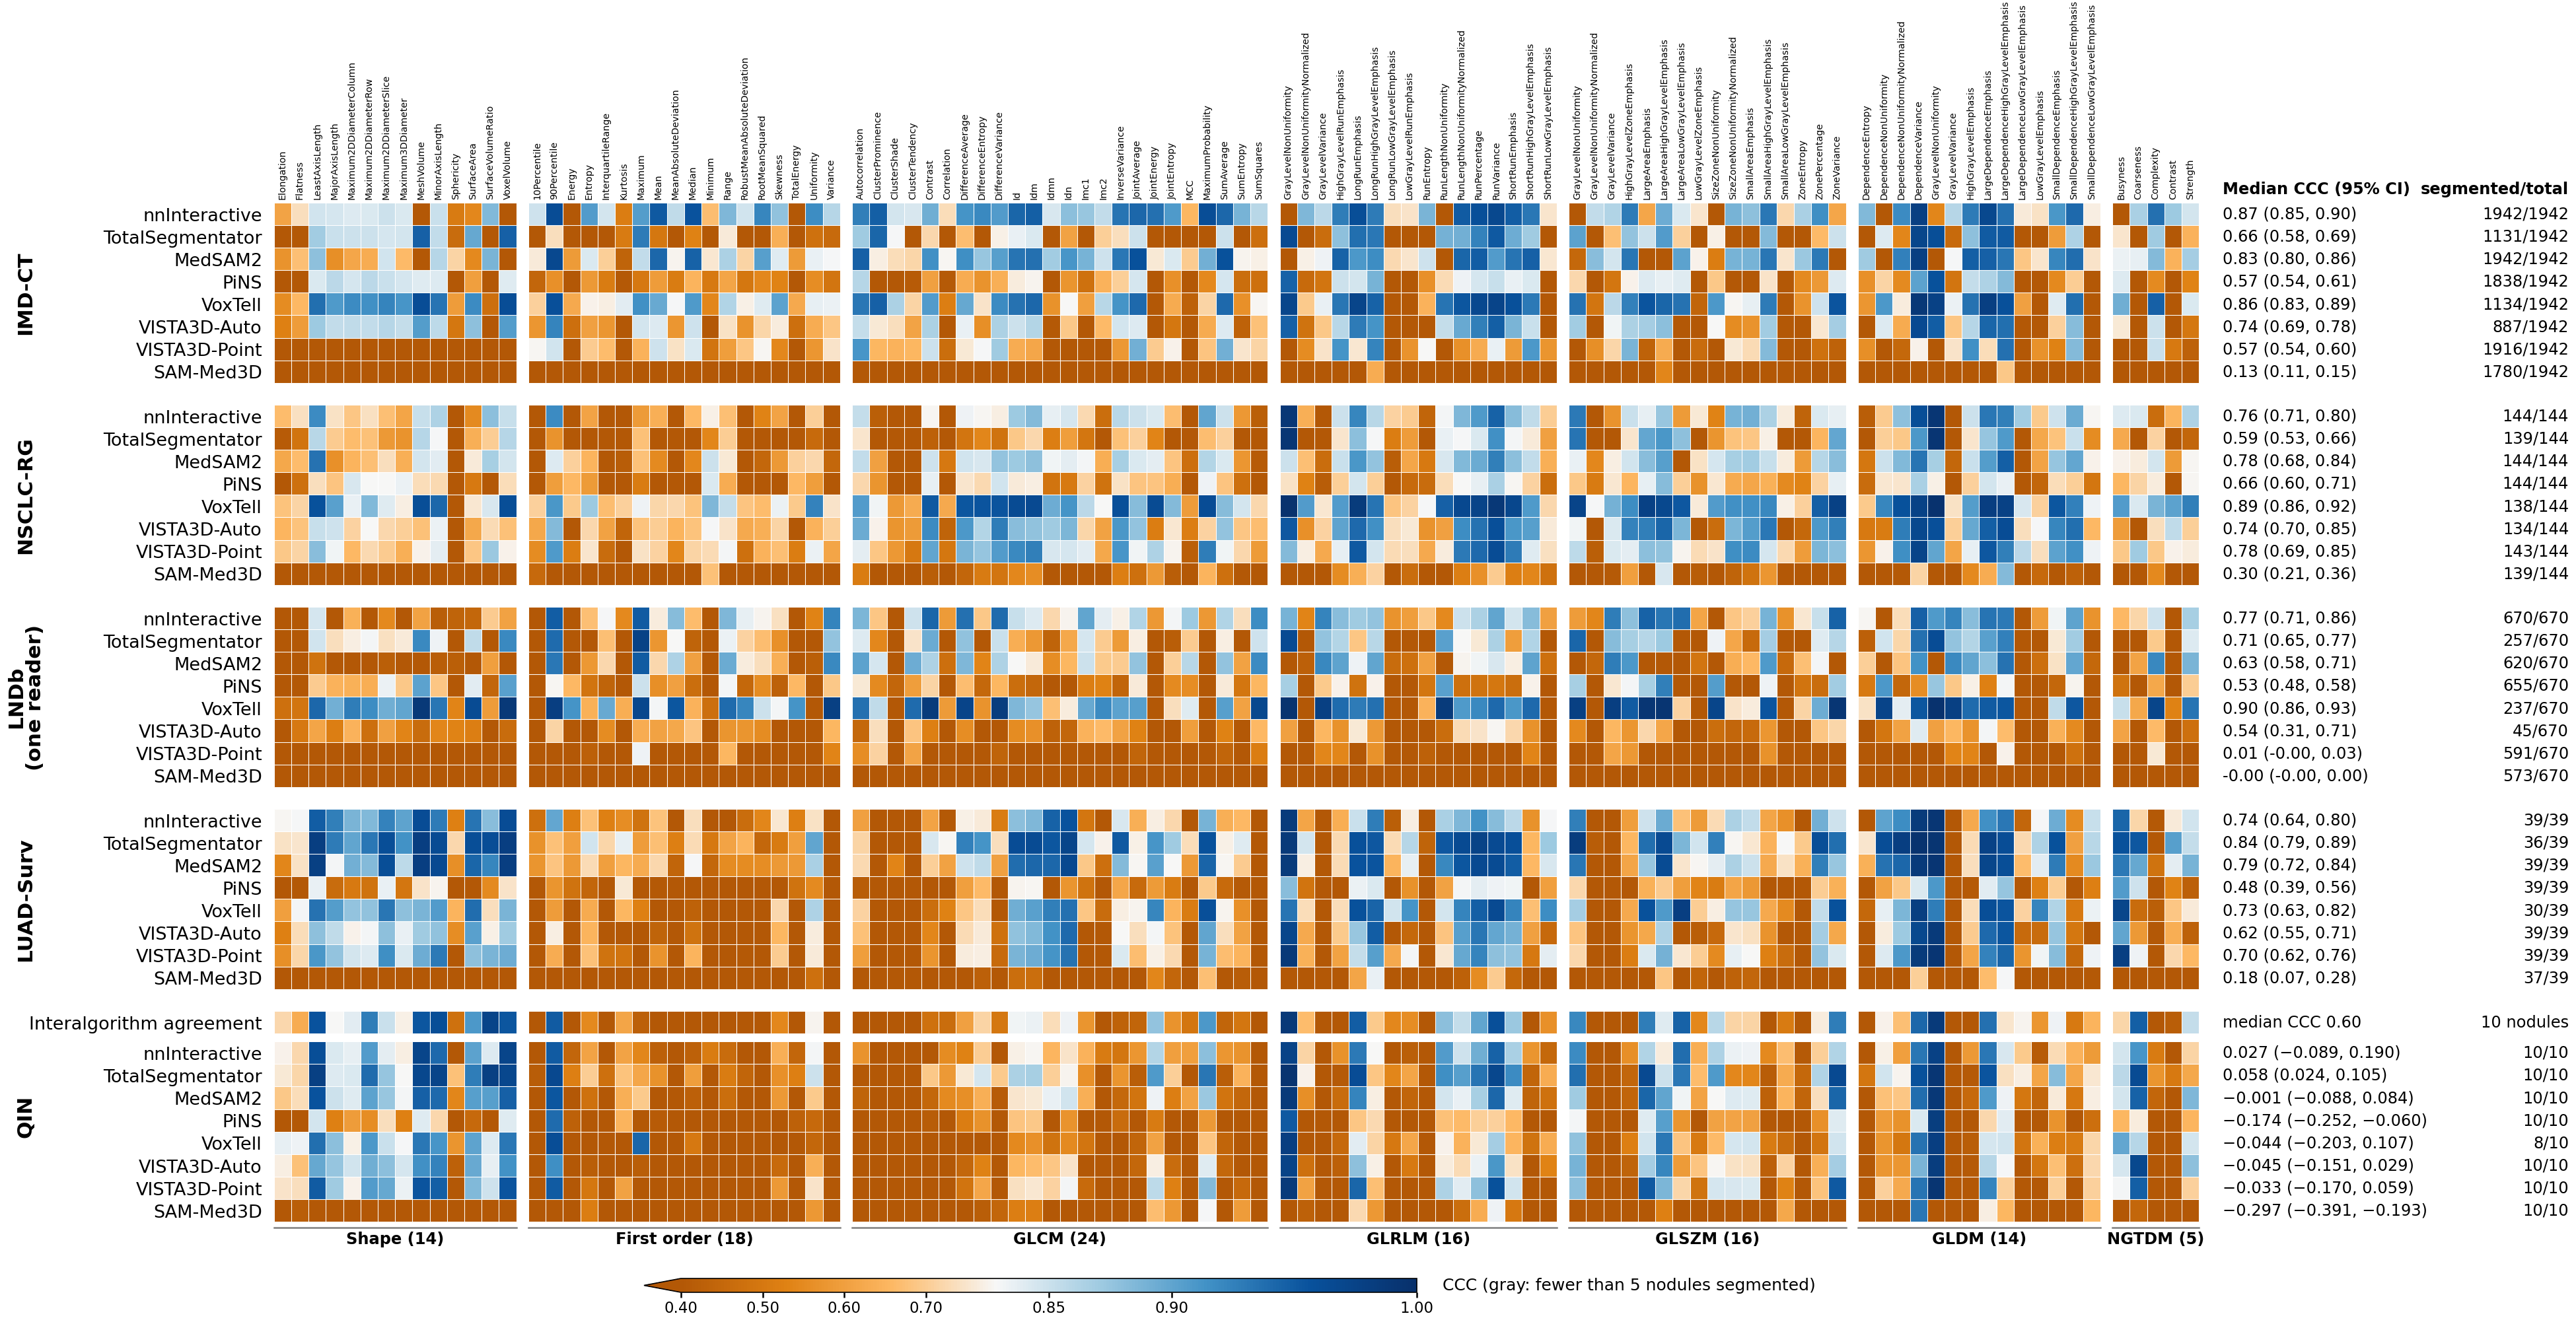 Elongation
Flatness
LeastAxisLength
MajorAxisLength
Maximum2DDiameterColumn
Maximum2DDiameterRow
Maximum2DDiameterSlice
Maximum3DDiameter
MeshVolume
MinorAxisLength
Sphericity
SurfaceArea
SurfaceVolumeRatio
VoxelVolume
10Percentile
90Percentile
Energy
Entropy
InterquartileRange
Kurtosis
Maximum
Mean
MeanAbsoluteDeviation
Median
Minimum
Range
RobustMeanAbsoluteDeviation
RootMeanSquared
Skewness
TotalEnergy
Uniformity
Variance
Autocorrelation
ClusterProminence
ClusterShade
ClusterTendency
Contrast
Correlation
DifferenceAverage
DifferenceEntropy
DifferenceVariance
Id
Idm
Idmn
Idn
Imc1
Imc2
InverseVariance
JointAverage
JointEnergy
JointEntropy
MCC
MaximumProbability
SumAverage
SumEntropy
SumSquares
GrayLevelNonUniformity
GrayLevelNonUniformityNormalized
GrayLevelVariance
HighGrayLevelRunEmphasis
LongRunEmphasis
LongRunHighGrayLevelEmphasis
LongRunLowGrayLevelEmphasis
LowGrayLevelRunEmphasis
RunEntropy
RunLengthNonUniformity
RunLengthNonUniformityNormalized
RunPercentage
RunVariance
ShortRunEmphasis
ShortRunHighGrayLevelEmphasis
ShortRunLowGrayLevelEmphasis
GrayLevelNonUniformity
GrayLevelNonUniformityNormalized
GrayLevelVariance
HighGrayLevelZoneEmphasis
LargeAreaEmphasis
LargeAreaHighGrayLevelEmphasis
LargeAreaLowGrayLevelEmphasis
LowGrayLevelZoneEmphasis
SizeZoneNonUniformity
SizeZoneNonUniformityNormalized
SmallAreaEmphasis
SmallAreaHighGrayLevelEmphasis
SmallAreaLowGrayLevelEmphasis
ZoneEntropy
ZonePercentage
ZoneVariance
DependenceEntropy
DependenceNonUniformity
DependenceNonUniformityNormalized
DependenceVariance
GrayLevelNonUniformity
GrayLevelVariance
HighGrayLevelEmphasis
LargeDependenceEmphasis
LargeDependenceHighGrayLevelEmphasis
LargeDependenceLowGrayLevelEmphasis
LowGrayLevelEmphasis
SmallDependenceEmphasis
SmallDependenceHighGrayLevelEmphasis
SmallDependenceLowGrayLevelEmphasis
Busyness
Coarseness
Complexity
Contrast
Strength
Median CCC (95% CI) segmented/total
IMD-CT
nnInteractive 0.87 (0.85, 0.90) 1942/1942
TotalSegmentator 0.66 (0.58, 0.69) 1131/1942
MedSAM2 0.83 (0.80, 0.86) 1942/1942
PiNS 0.57 (0.54, 0.61) 1838/1942
VoxTell 0.86 (0.83, 0.89) 1134/1942
VISTA3D-Auto 0.74 (0.69, 0.78) 887/1942
VISTA3D-Point 0.57 (0.54, 0.60) 1916/1942
SAM-Med3D 0.13 (0.11, 0.15) 1780/1942
NSCLC-RG
nnInteractive 0.76 (0.71, 0.80) 144/144
TotalSegmentator 0.59 (0.53, 0.66) 139/144
MedSAM2 0.78 (0.68, 0.84) 144/144
PiNS 0.66 (0.60, 0.71) 144/144
VoxTell 0.89 (0.86, 0.92) 138/144
VISTA3D-Auto 0.74 (0.70, 0.85) 134/144
VISTA3D-Point 0.78 (0.69, 0.85) 143/144
SAM-Med3D 0.30 (0.21, 0.36) 139/144
LNDb
(one reader)
nnInteractive 0.77 (0.71, 0.86) 670/670
TotalSegmentator 0.71 (0.65, 0.77) 257/670
MedSAM2 0.63 (0.58, 0.71) 620/670
PiNS 0.53 (0.48, 0.58) 655/670
VoxTell 0.90 (0.86, 0.93) 237/670
VISTA3D-Auto 0.54 (0.31, 0.71) 45/670
VISTA3D-Point 0.01 (-0.00, 0.03) 591/670
SAM-Med3D -0.00 (-0.00, 0.00) 573/670
LUAD-Surv
nnInteractive 0.74 (0.64, 0.80) 39/39
TotalSegmentator 0.84 (0.79, 0.89) 36/39
MedSAM2 0.79 (0.72, 0.84) 39/39
PiNS 0.48 (0.39, 0.56) 39/39
VoxTell 0.73 (0.63, 0.82) 30/39
VISTA3D-Auto 0.62 (0.55, 0.71) 39/39
VISTA3D-Point 0.70 (0.62, 0.76) 39/39
SAM-Med3D 0.18 (0.07, 0.28) 37/39
QIN
Interalgorithm agreement median CCC 0.60 10 nodules
nnInteractive 0.027 (−0.089, 0.190) 10/10
TotalSegmentator 0.058 (0.024, 0.105) 10/10
MedSAM2 −0.001 (−0.088, 0.084) 10/10
PiNS −0.174 (−0.252, −0.060) 10/10
VoxTell −0.044 (−0.203, 0.107) 8/10
VISTA3D-Auto −0.045 (−0.151, 0.029) 10/10
VISTA3D-Point −0.033 (−0.170, 0.059) 10/10
SAM-Med3D −0.297 (−0.391, −0.193) 10/10
Shape (14) First order (18) GLCM (24) GLRLM (16) GLSZM (16) GLDM (14) NGTDM (5)
CCC (gray: fewer than 5 nodules segmented)
0.40 0.50 0.60 0.70 0.85 0.90 1.00